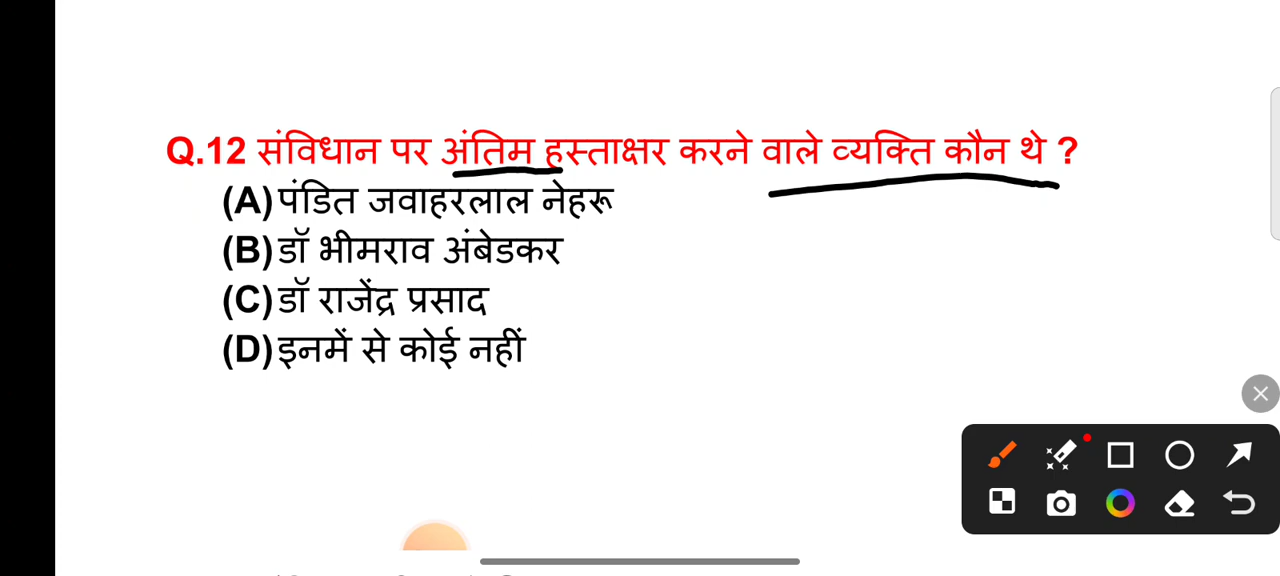 Q.12 संविधान पर अंतिम हस्ताक्षर करने वाले व्यक्ति कौन थे ?
(A) पंडित जवाहरलाल नेहरू
(B) डॉ भीमराव अंबेडकर
(C) डॉ राजेंद्र प्रसाद
(D) इनमें से कोई नहीं